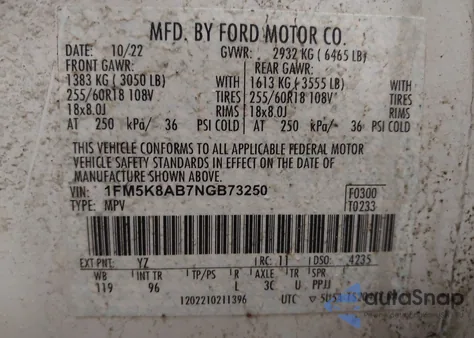 MFD. BY FORD MOTOR CO.
DATE: 10/22 GVWR: 2932 KG ( 6465 LB)
FRONT GAWR: REAR GAWR:
1383 KG ( 3050 LB) WITH 1613 KG ( 3555 LB) WITH
255/60R18 108V TIRES 255/60R18 108V TIRES
18x8.0J RIMS 18x8.0J RIMS
AT 250 kPa/ 36 PSI COLD AT 250 kPa/ 36 PSI COLD
THIS VEHICLE CONFORMS TO ALL APPLICABLE FEDERAL MOTOR
VEHICLE SAFETY STANDARDS IN EFFECT ON THE DATE OF
MANUFACTURE SHOWN ABOVE.
VIN: 1FM5K8AB7NGB73250 F0300
TYPE: MPV T0233
EXT PNT: YZ RC: 11 DSO: 4235
WB INT TR TP/PS R AXLE TR SPR
119 96 L 3C U PPJJ
1202210211396 UTC
autoSnap